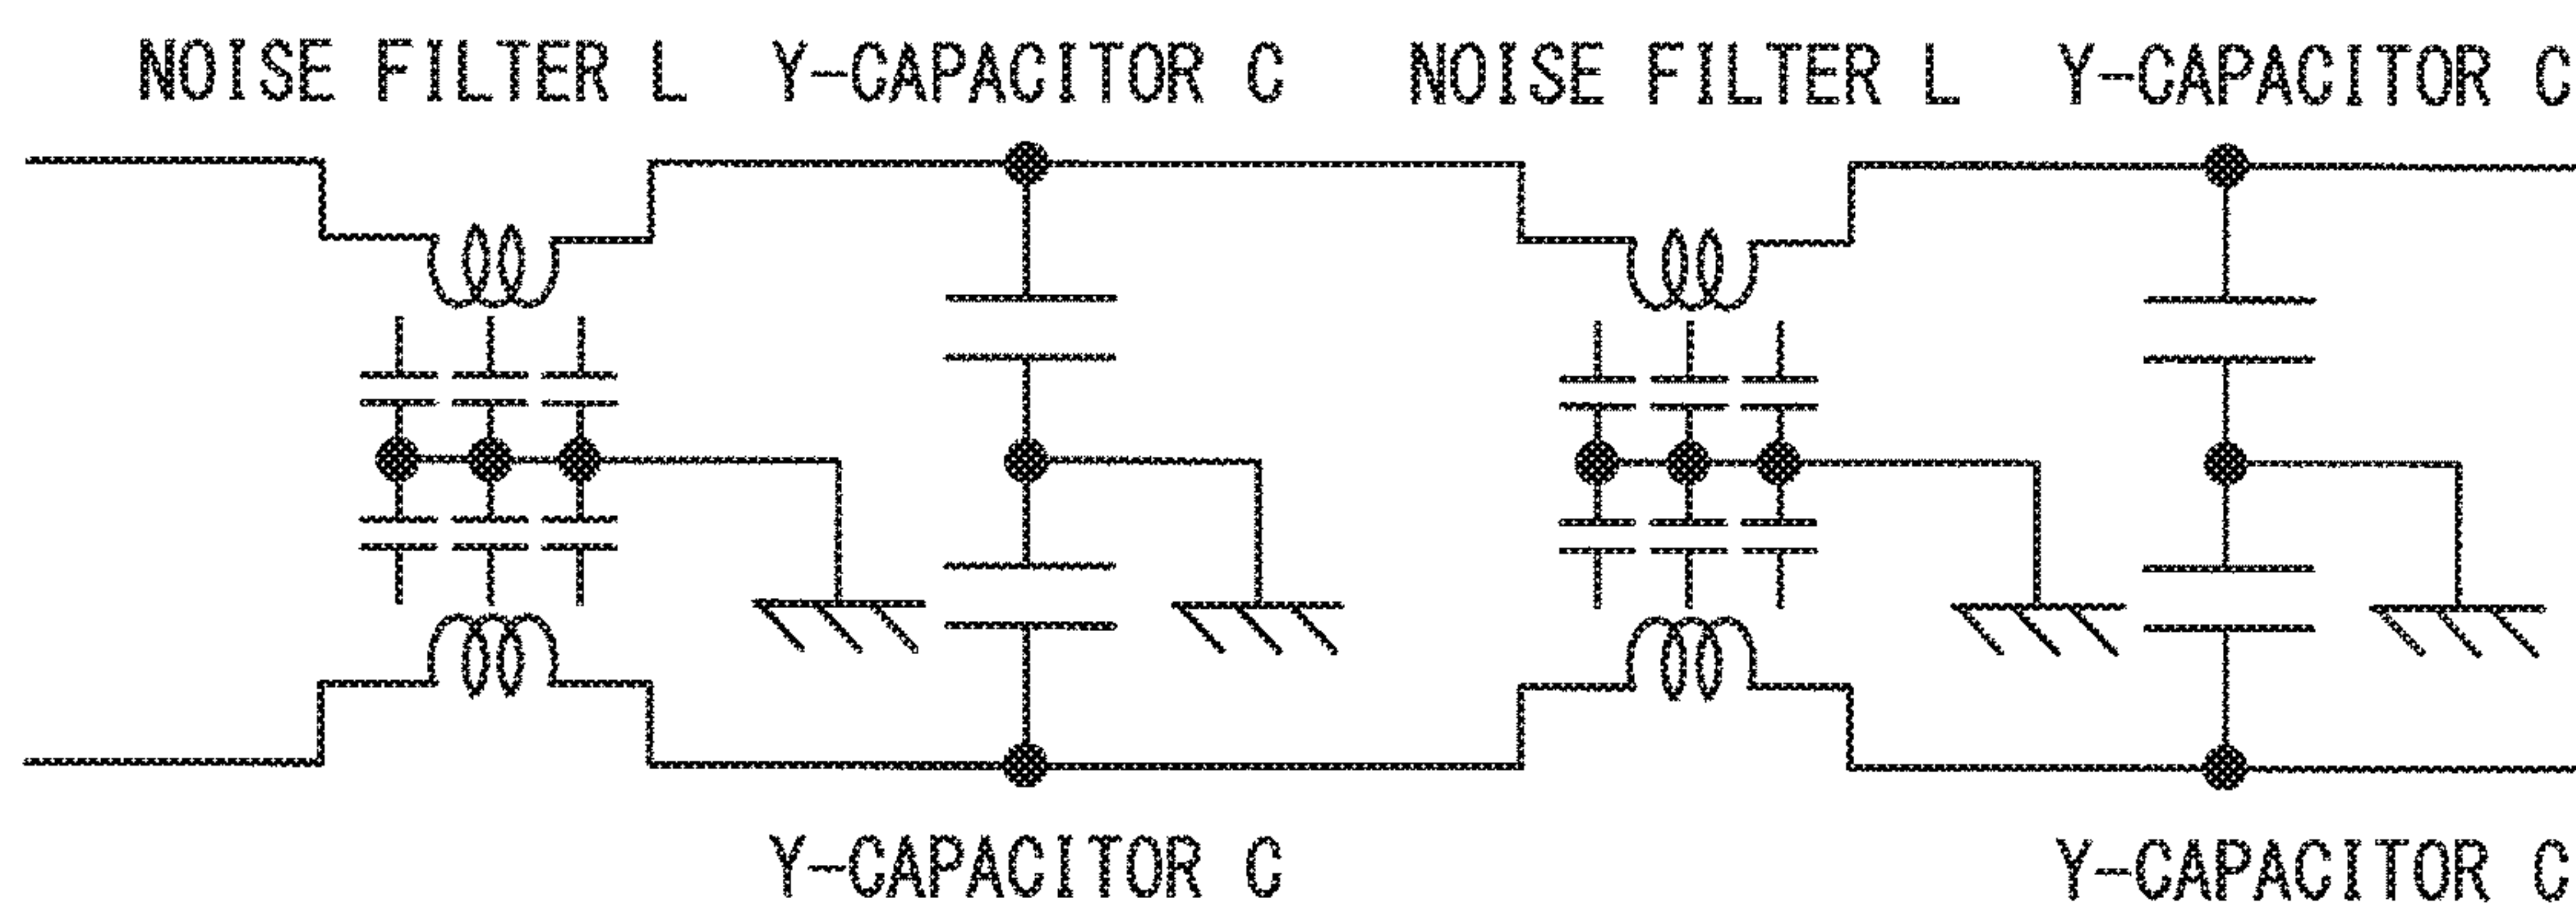 NOISE FILTER L Y-CAPACITOR C NOISE FILTER L Y-CAPACITOR C
Y-CAPACITOR C Y-CAPACITOR C